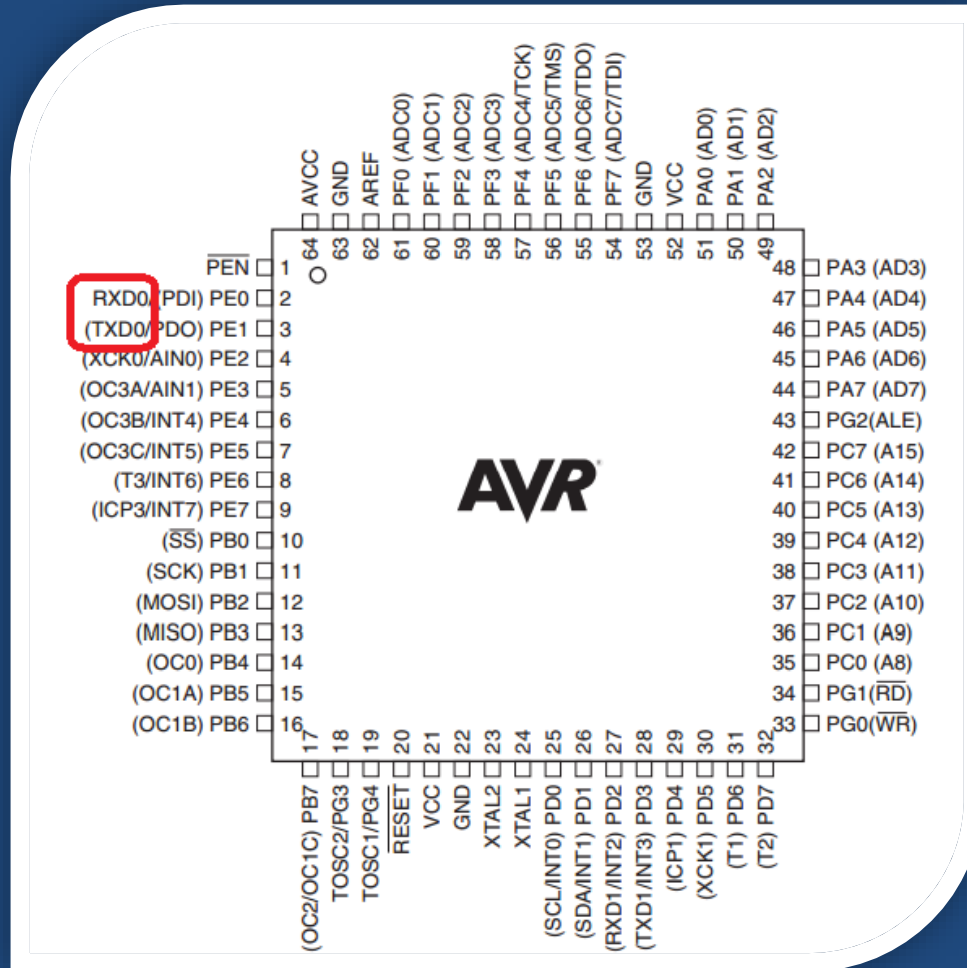 AVCC
GND
AREF
PF0 (ADC0)
PF1 (ADC1)
PF2 (ADC2)
PF3 (ADC3)
PF4 (ADC4/TCK)
PF5 (ADC5/TMS)
PF6 (ADC6/TDO)
PF7 (ADC7/TDI)
GND
VCC
PA0 (AD0)
PA1 (AD1)
PA2 (AD2)
64 63 62 61 60 59 58 57 56 55 54 53 52 51 50 49
PEN 1
RXD0/(PDI) PE0 2
(TXD0/PDO) PE1 3
(XCK0/AIN0) PE2 4
(OC3A/AIN1) PE3 5
(OC3B/INT4) PE4 6
(OC3C/INT5) PE5 7
(T3/INT6) PE6 8
(ICP3/INT7) PE7 9
(SS) PB0 10
(SCK) PB1 11
(MOSI) PB2 12
(MISO) PB3 13
(OC0) PB4 14
(OC1A) PB5 15
(OC1B) PB6 16
AVR
48 PA3 (AD3)
47 PA4 (AD4)
46 PA5 (AD5)
45 PA6 (AD6)
44 PA7 (AD7)
43 PG2(ALE)
42 PC7 (A15)
41 PC6 (A14)
40 PC5 (A13)
39 PC4 (A12)
38 PC3 (A11)
37 PC2 (A10)
36 PC1 (A9)
35 PC0 (A8)
34 PG1(RD)
33 PG0(WR)
17 18 19 20 21 22 23 24 25 26 27 28 29 30 31 32
(OC2/OC1C) PB7
TOSC2/PG3
TOSC1/PG4
RESET
VCC
GND
XTAL2
XTAL1
(SCL/INT0) PD0
(SDA/INT1) PD1
(RXD1/INT2) PD2
(TXD1/INT3) PD3
(ICP1) PD4
(XCK1) PD5
(T1) PD6
(T2) PD7